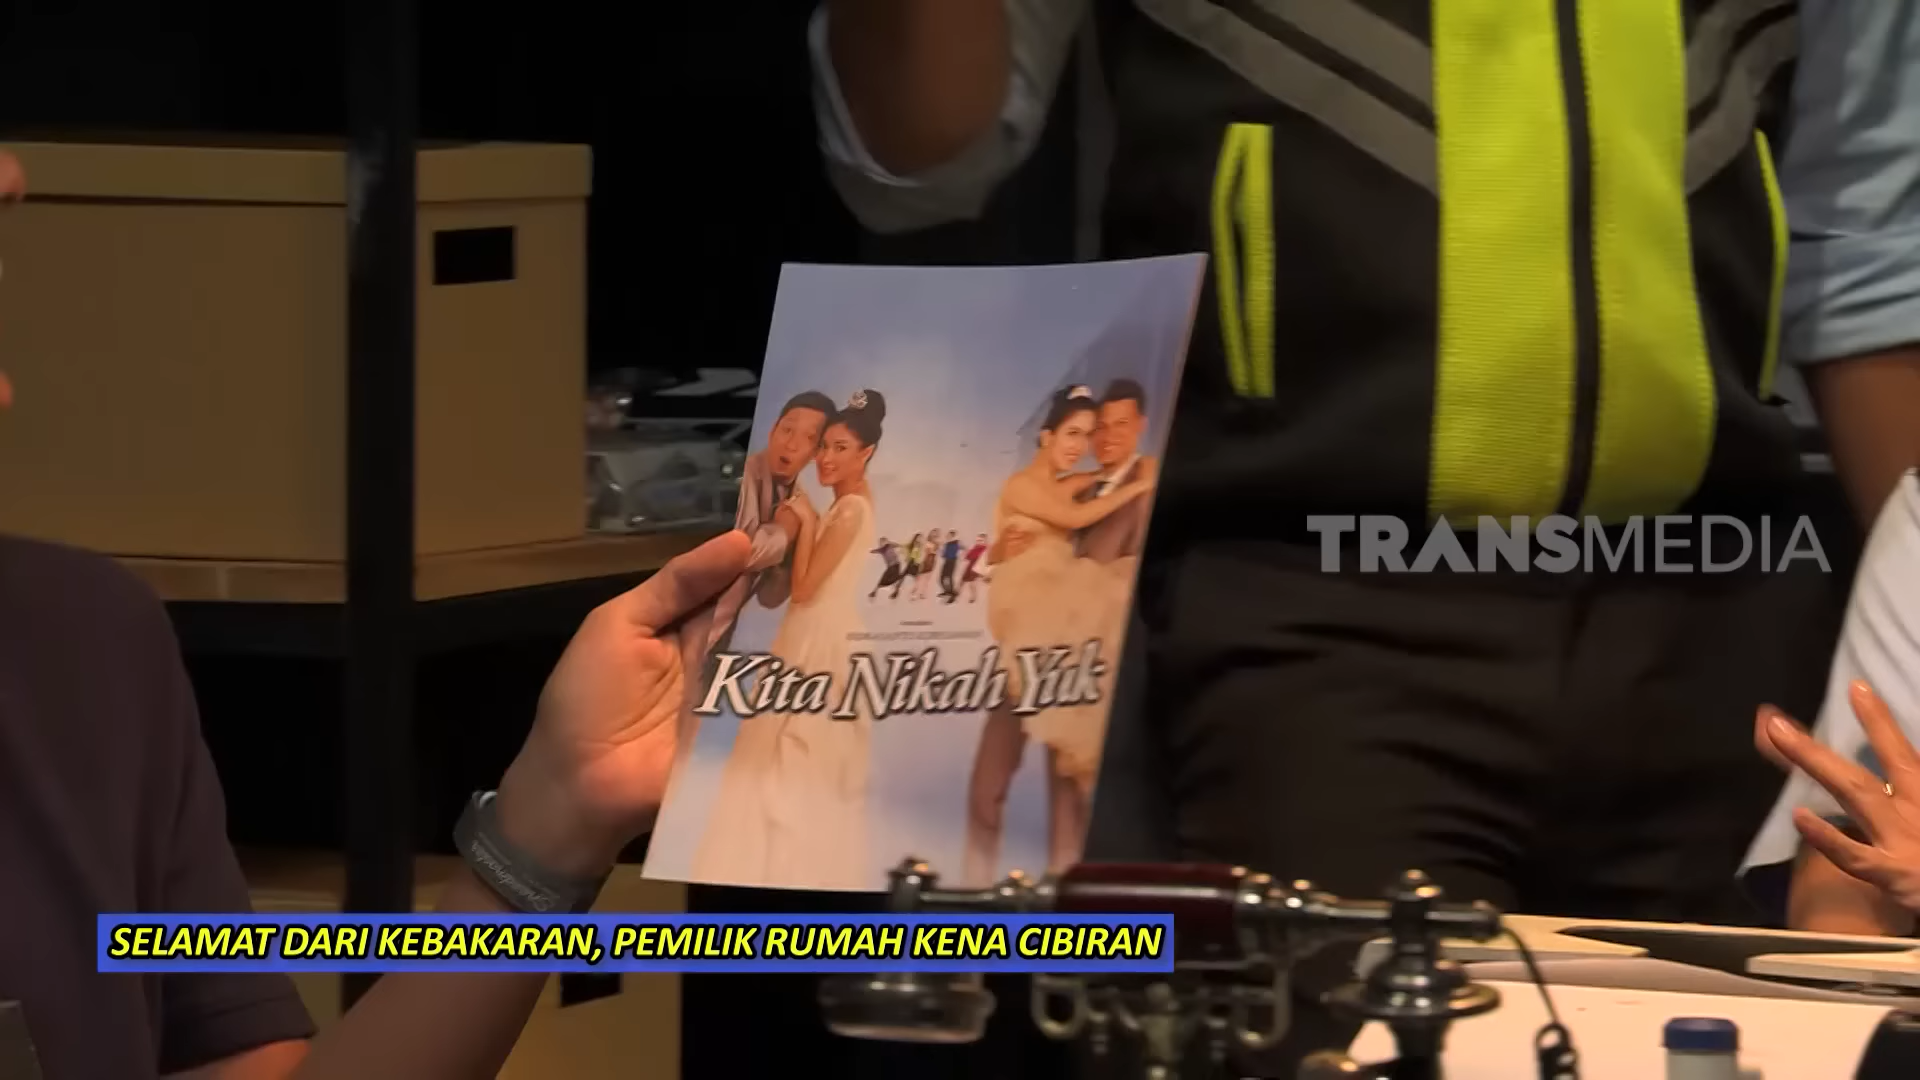 TRANSMEDIA
Kita Nikah Yuk
SELAMAT DARI KEBAKARAN, PEMILIK RUMAH KENA CIBIRAN